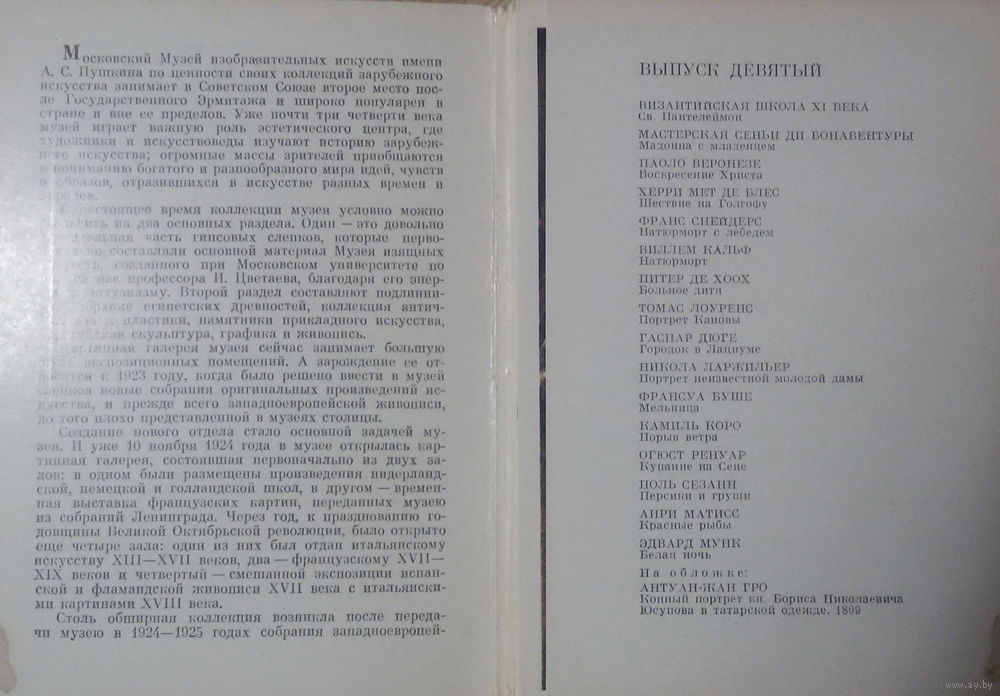 Московский Музей изобразительных искусств имени
А. С. Пушкина по ценности своих коллекций зарубежного
искусства занимает в Советском Союзе второе место пос-
ле Государственного Эрмитажа и широко популярен в
стране и вне ее пределов. Уже почти три четверти века
музей играет важную роль эстетического центра, где
художники и искусствоведы изучают историю зарубеж-
ного искусства; огромные массы зрителей приобщаются
к пониманию богатого и разнообразного мира идей, чувств
и образов, отразившихся в искусстве разных времен и
народов.
В настоящее время коллекции музея условно можно
на два основных раздела. Один — это довольно
часть гипсовых слепков, которые перво-
составляли основной материал Музея изящных
созданного при Московском университете по
профессора И. Цветаева, благодаря его энер-
энтузиазму. Второй раздел составляют подлинни-
собрание египетских древностей, коллекция антич-
и пластики, памятники прикладного искусства,
скульптура, графика и живопись.
Картинная галерея музея сейчас занимает большую
экспозиционных помещений. А зарождение ее от-
носится к 1923 году, когда было решено ввести в музей
слепков новые собрания оригинальных произведений ис-
кусства, и прежде всего западноевропейской живописи,
до того плохо представленной в музеях столицы.
Создание нового отдела стало основной задачей му-
зея. И уже 10 ноября 1924 года в музее открылась кар-
тинная галерея, состоявшая первоначально из двух за-
лов: в одном были размещены произведения нидерланд-
ской, немецкой и голландской школ, в другом — времен-
ная выставка французских картин, переданных музею
из собраний Ленинграда. Через год, к празднованию го-
довщины Великой Октябрьской революции, было открыто
еще четыре зала: один из них был отдан итальянскому
искусству XIII—XVII веков, два — французскому XVII—
XIX веков и четвертый — смешанной экспозиции испан-
ской и фламандской живописи XVII века с итальянски-
ми картинами XVIII века.
Столь обширная коллекция возникла после переда-
чи музею в 1924—1925 годах собрания западноевропей-
ВЫПУСК ДЕВЯТЫЙ
ВИЗАНТИЙСКАЯ ШКОЛА XI ВЕКА
Св. Пантелеймон
МАСТЕРСКАЯ СЕНЬИ ДИ БОНАВЕНТУРЫ
Мадонна с младенцем
ПАОЛО ВЕРОНЕЗЕ
Воскресение Христа
ХЕРРИ МЕТ ДЕ БЛЕС
Шествие на Голгофу
ФРАНС СНЕЙДЕРС
Натюрморт с лебедем
ВИЛЛЕМ КАЛЬФ
Натюрморт
ПИТЕР ДЕ ХООХ
Больное дитя
ТОМАС ЛОУРЕНС
Портрет Кановы
ГАСПАР ДЮГЕ
Городок в Лациуме
НИКОЛА ЛАРЖИЛЬЕР
Портрет неизвестной молодой дамы
ФРАНСУА БУШЕ
Мельница
КАМИЛЬ КОРО
Порыв ветра
ОГЮСТ РЕНУАР
Купание на Сене
ПОЛЬ СЕЗАНН
Персики и груши
АНРИ МАТИСС
Красные рыбы
ЭДВАРД МУНК
Белая ночь
На обложке:
АНТУАН-ЖАН ГРО
Конный портрет кн. Бориса Николаевича
Юсупова в татарской одежде. 1809
www.ay.by